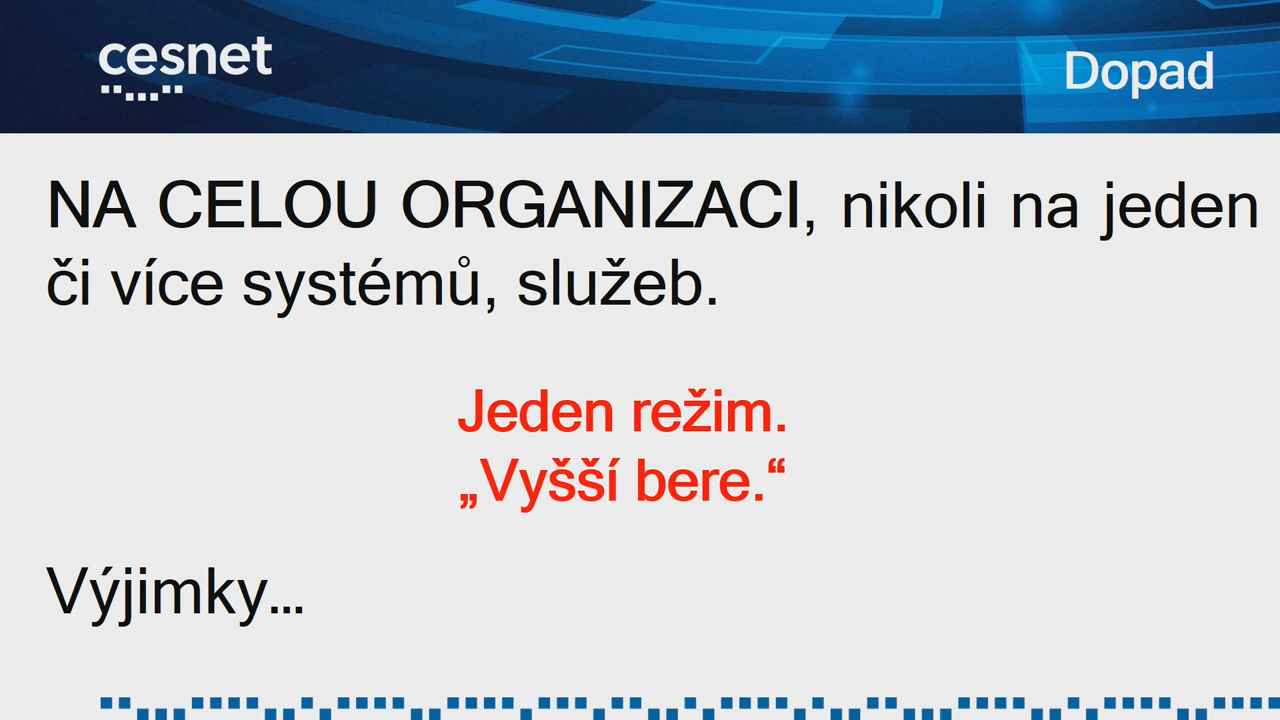 cesnet
Dopad
NA CELOU ORGANIZACI, nikoli na jeden
či více systémů, služeb.
Jeden režim.
„Vyšší bere.“
Výjimky...